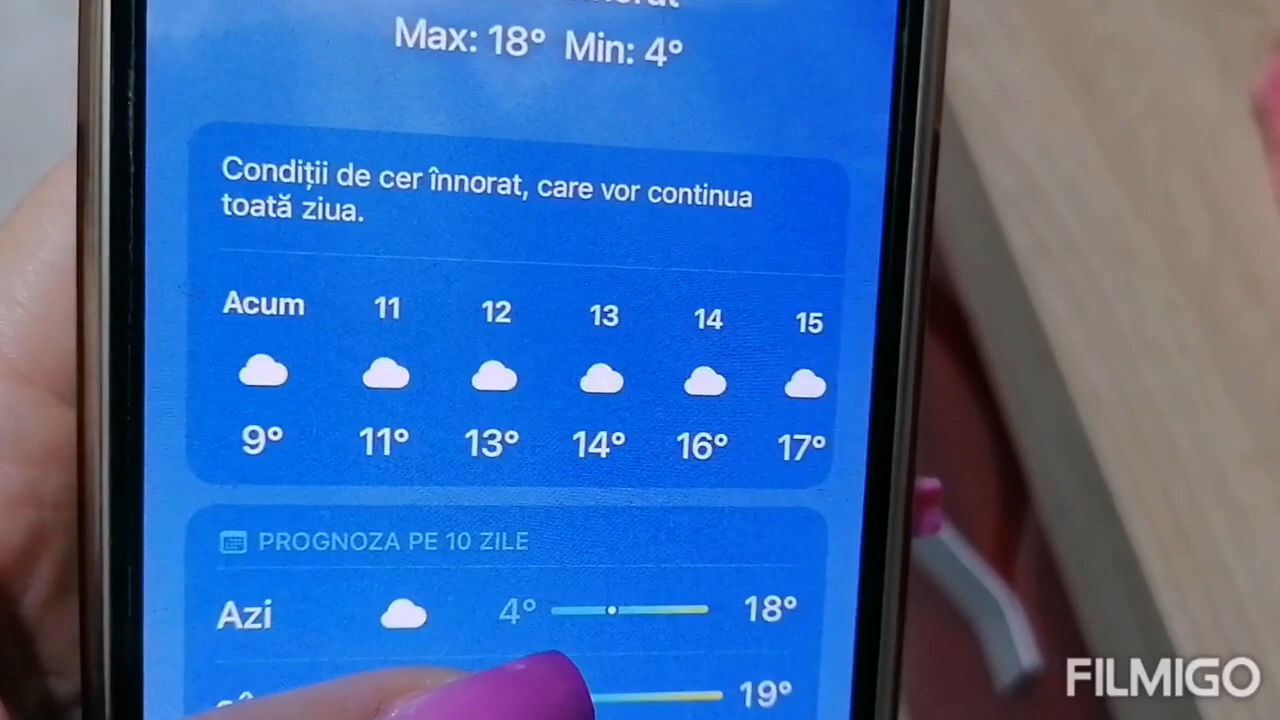 Max: 18° Min: 4°
Condiții de cer înnorat, care vor continua
toată ziua.
Acum 11 12 13 14 15
9° 11° 13° 14° 16° 17°
PROGNOZA PE 10 ZILE
Azi 4° 18°
19°
FILMIGO